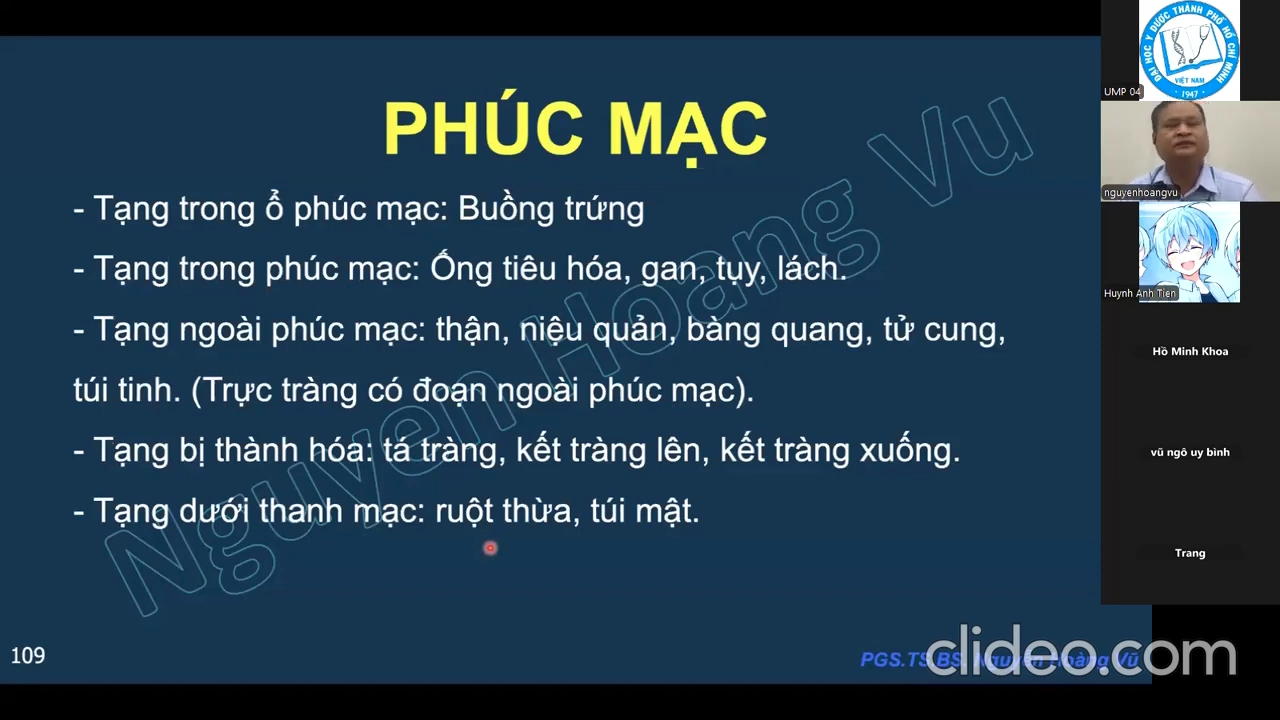 PHÚC MẠC
- Tạng trong ổ phúc mạc: Buồng trứng
- Tạng trong phúc mạc: Ống tiêu hóa, gan, tụy, lách.
- Tạng ngoài phúc mạc: thận, niệu quản, bàng quang, tử cung,
túi tinh. (Trực tràng có đoạn ngoài phúc mạc).
- Tạng bị thành hóa: tá tràng, kết tràng lên, kết tràng xuống.
- Tạng dưới thanh mạc: ruột thừa, túi mật.
Nguyen Hoang Vu
109
PGS.TS.BS. Nguyễn Hoàng Vũ
clideo.com
ĐẠI HỌC Y DƯỢC THÀNH PHỐ HỒ CHÍ MINH
VIỆT NAM
1947
UMP 04
nguyenhoangvu
Huynh Anh Tien
Hồ Minh Khoa
vũ ngô uy bình
Trang